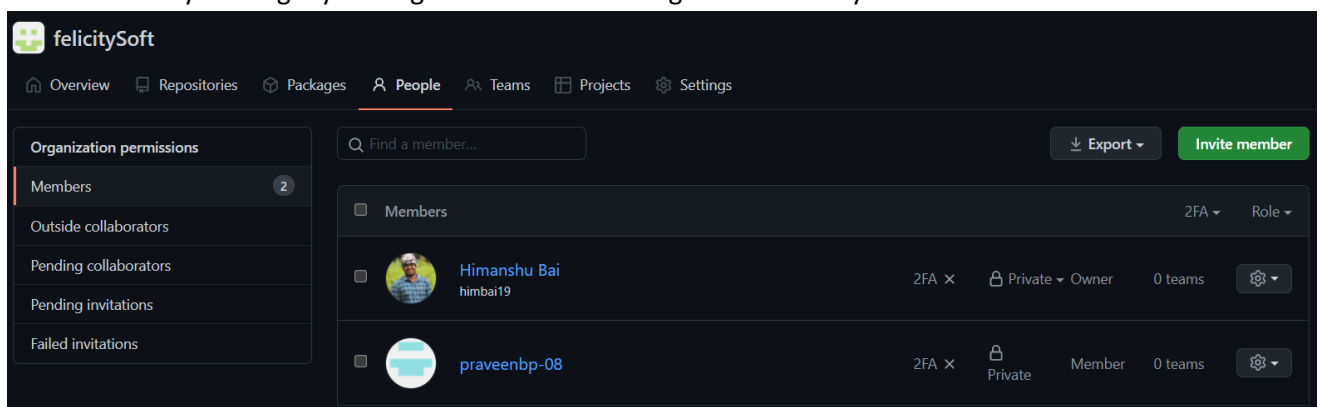 felicitySoft
Overview Repositories Packages People Teams Projects Settings
Organization permissions
Find a member...
Export
Invite member
Members 2
Outside collaborators
Pending collaborators
Pending invitations
Failed invitations
Members 2FA Role
Himanshu Bai
himbai19
2FA Private Owner 0 teams
praveenbp-08
2FA Private Member 0 teams